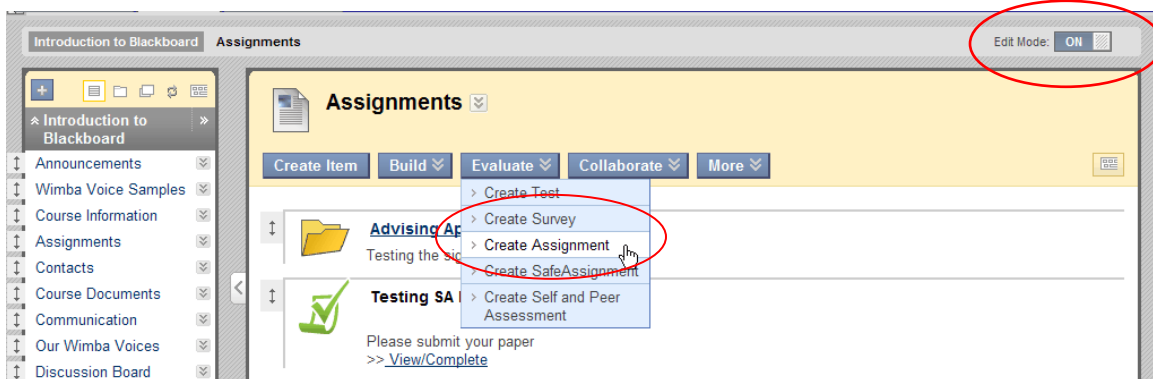 Introduction to Blackboard Assignments
Edit Mode: ON
Introduction to
Blackboard
Announcements
Wimba Voice Samples
Course Information
Assignments
Contacts
Course Documents
Communication
Our Wimba Voices
Discussion Board
Assignments
Create Item Build Evaluate Collaborate More
> Create Test
> Create Survey
> Create Assignment
> Create SafeAssignment
> Create Self and Peer
Assessment
Advising
Testing the
Testing SA
Please submit your paper
>> View/Complete